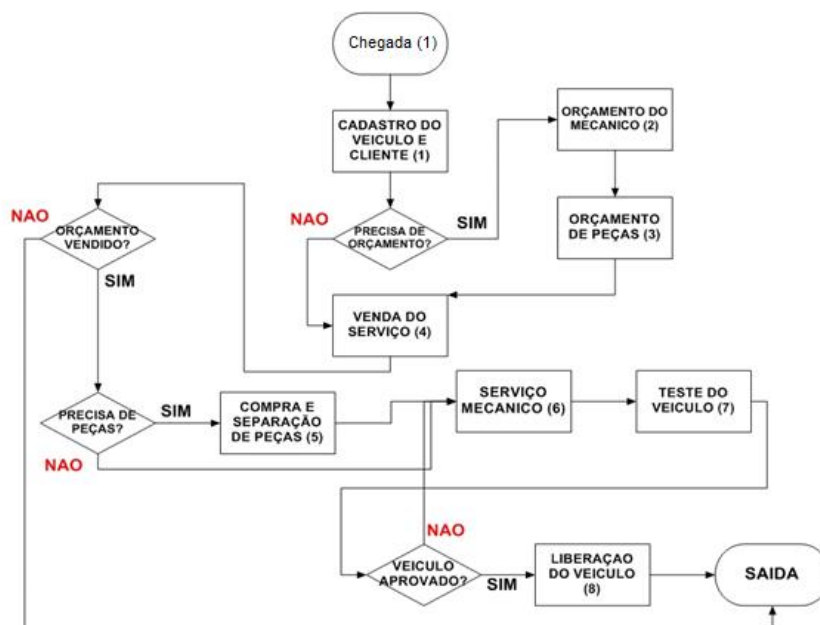 Chegada (1)
CADASTRO DO
VEICULO E
CLIENTE (1)
ORÇAMENTO DO
MECANICO (2)
NAO
PRECISA DE
ORÇAMENTO?
SIM
ORÇAMENTO
DE PEÇAS (3)
NAO
ORÇAMENTO
VENDIDO?
SIM
VENDA DO
SERVIÇO (4)
PRECISA DE
PEÇAS?
SIM
NAO
COMPRA E
SEPARAÇÃO
DE PEÇAS (5)
SERVIÇO
MECANICO (6)
TESTE DO
VEICULO (7)
NAO
VEICULO
APROVADO?
SIM
LIBERAÇAO
DO VEICULO
(8)
SAIDA